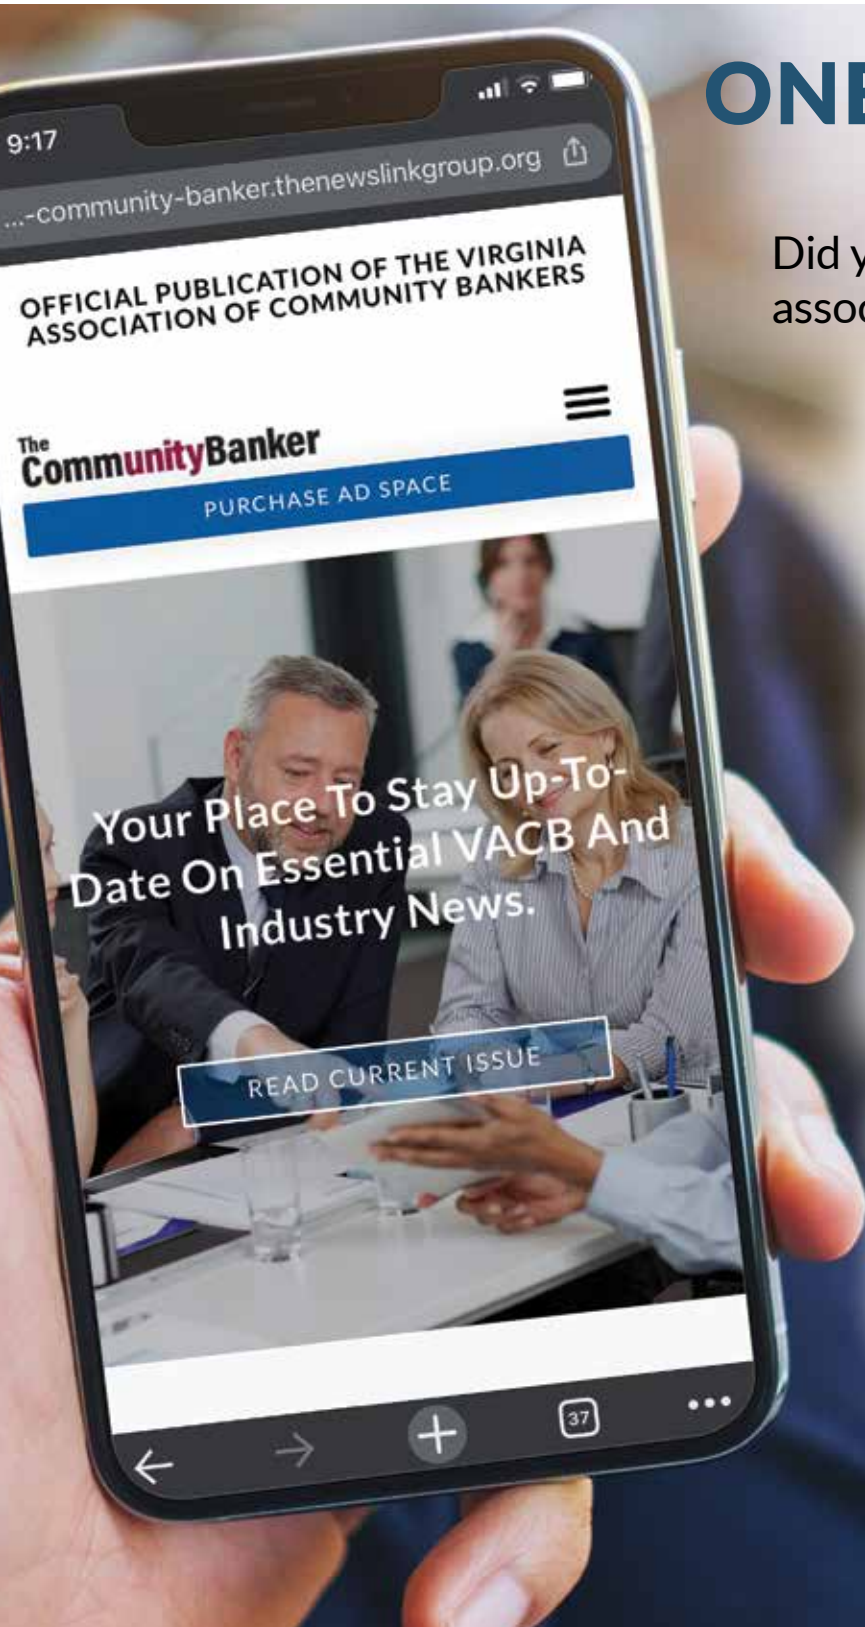 ONE
Did y
assoc
9:17
...-community-banker.thenewslinkgroup.org
OFFICIAL PUBLICATION OF THE VIRGINIA
ASSOCIATION OF COMMUNITY BANKERS
The
CommunityBanker
PURCHASE AD SPACE
Your Place To Stay Up-To-
Date On Essential VACB And
Industry News.
READ CURRENT ISSUE
37